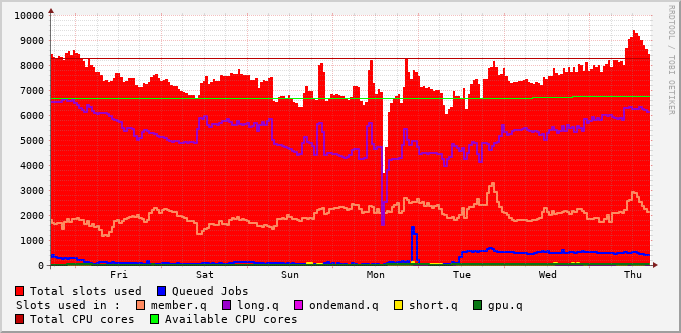 10000
9000
8000
7000
6000
5000
4000
3000
2000
1000
0
Fri Sat Sun Mon Tue Wed Thu
Total slots used Queued Jobs
Slots used in : member.q long.q ondemand.q short.q gpu.q
Total CPU cores Available CPU cores
RRDTOOL / TOBI OETIKER